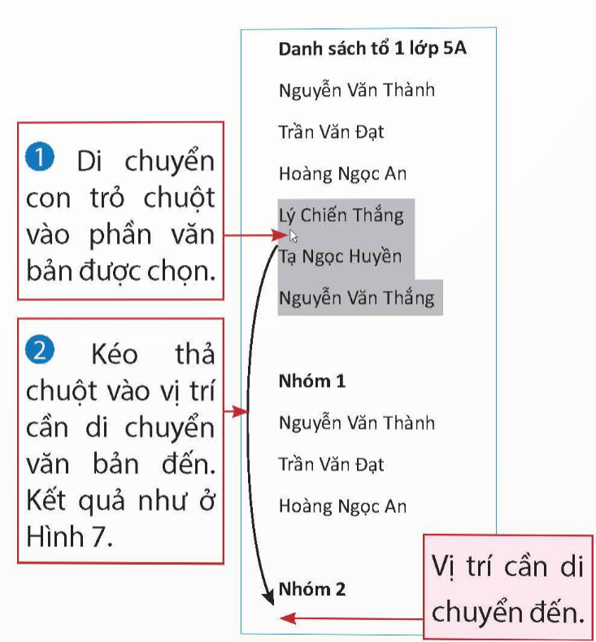 Danh sách tổ 1 lớp 5A
Nguyễn Văn Thành
Trần Văn Đạt
Hoàng Ngọc An
Lý Chiến Thắng
Tạ Ngọc Huyền
Nguyễn Văn Thắng
1 Di chuyển
con trỏ chuột
vào phần văn
bản được chọn.
2 Kéo thả
chuột vào vị trí
cần di chuyển
văn bản đến.
Kết quả như ở
Hình 7.
Nhóm 1
Nguyễn Văn Thành
Trần Văn Đạt
Hoàng Ngọc An
Nhóm 2
Vị trí cần di
chuyển đến.